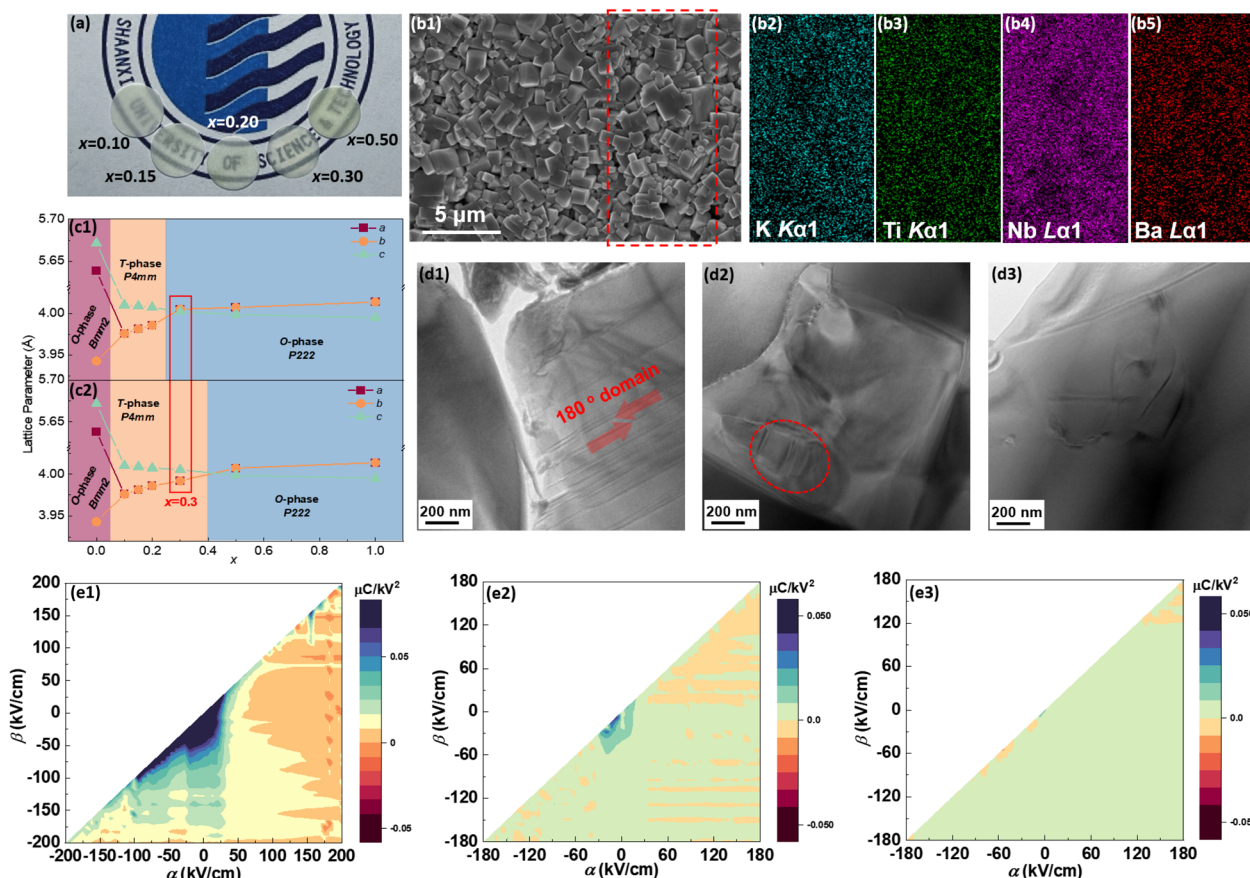 (a)
SHAANXI UNIVERSITY OF SCIENCE & TECHNOLOGY
x=0.10
x=0.15
x=0.20
x=0.30
x=0.50
(b1)
5 μm
(b2)
K Kα1
(b3)
Ti Kα1
(b4)
Nb Lα1
(b5)
Ba Lα1
(c1)
Lattice Parameter (Å)
5.70
5.65
4.00
3.95
O-phase
Bmm2
T-phase
P4mm
O-phase
P222
a
b
c
(c2)
5.70
5.65
4.00
3.95
O-phase
Bmm2
T-phase
P4mm
O-phase
P222
a
b
c
x=0.3
0.0 0.2 0.4 0.6 0.8 1.0
x
(d1)
180 ° domain
200 nm
(d2)
200 nm
(d3)
200 nm
(e1)
μC/kV²
β (kV/cm)
200
150
100
50
0
-50
-100
-150
-200
-200 -150 -100 -50 0 50 100 150 200
α (kV/cm)
0.05
0
-0.05
(e2)
μC/kV²
β (kV/cm)
180
120
60
0
-60
-120
-180
-180 -120 -60 0 60 120 180
α (kV/cm)
0.050
0.0
-0.050
(e3)
μC/kV²
β (kV/cm)
180
120
60
0
-60
-120
-180
-180 -120 -60 0 60 120 180
α (kV/cm)
0.050
0.0
-0.050